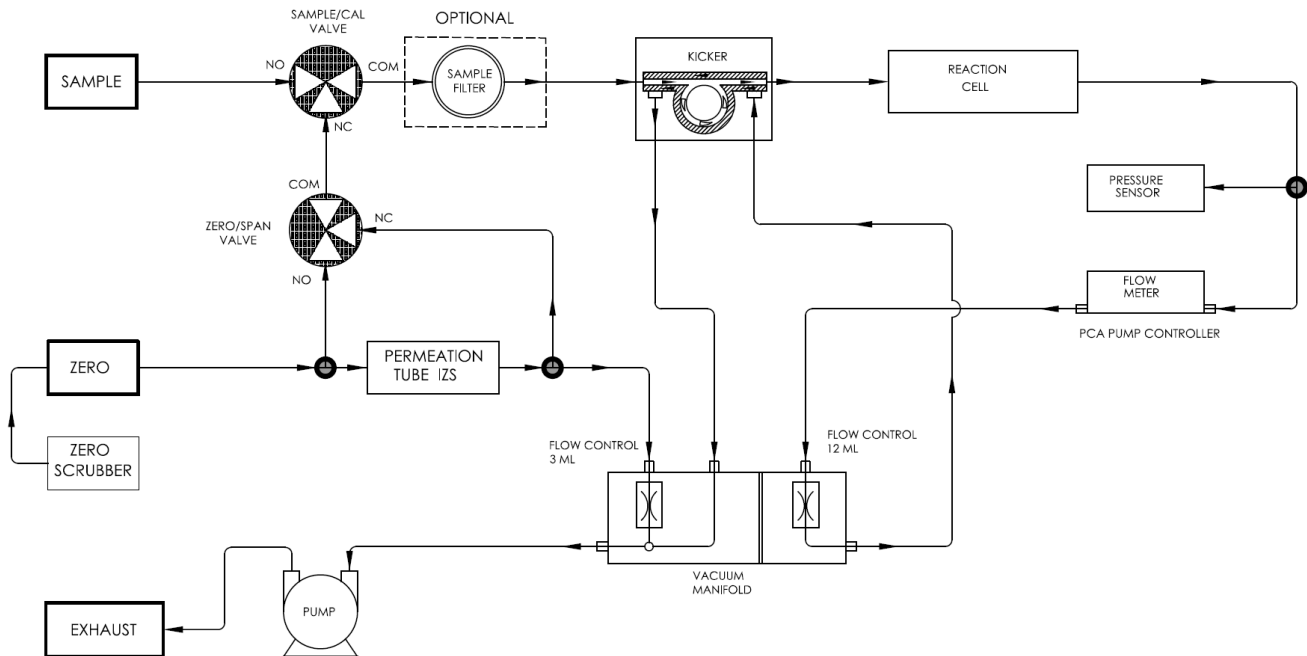 SAMPLE/CAL
VALVE
OPTIONAL
NO
COM
SAMPLE
SAMPLE
FILTER
KICKER
REACTION
CELL
NC
COM
PRESSURE
SENSOR
ZERO/SPAN
VALVE
NC
NO
FLOW
METER
PCA PUMP CONTROLLER
ZERO
PERMEATION
TUBE IZS
ZERO
SCRUBBER
FLOW CONTROL
3 ML
FLOW CONTROL
12 ML
VACUUM
MANIFOLD
PUMP
EXHAUST